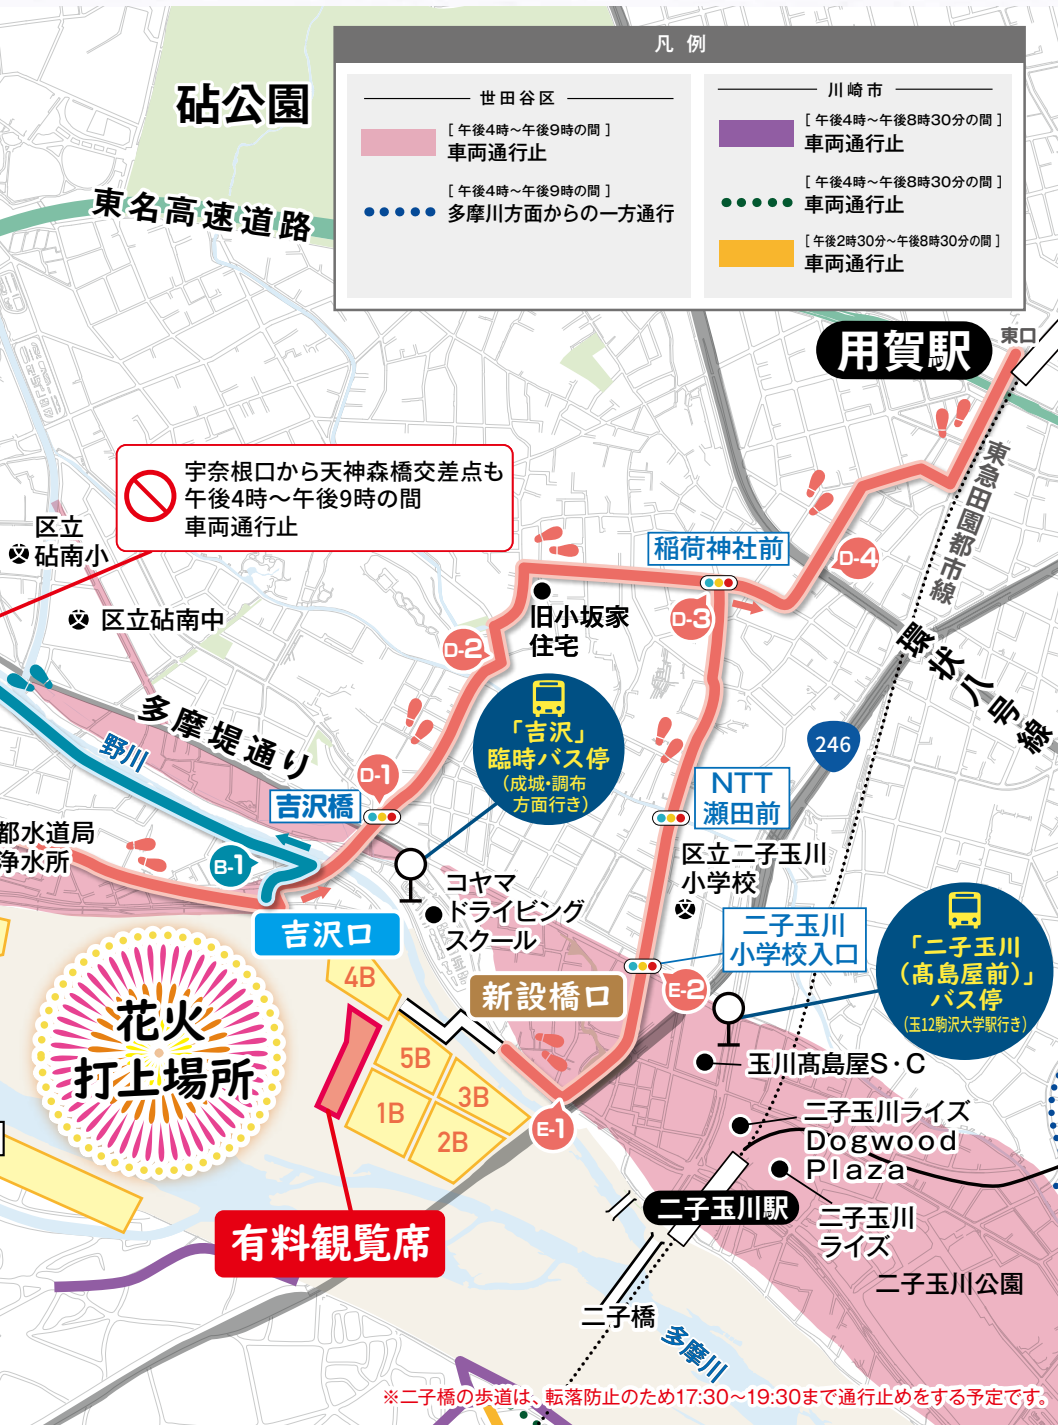 凡例
世田谷区
[ 午後4時～午後9時の間 ]
車両通行止
[ 午後4時～午後9時の間 ]
多摩川方面からの一方通行
川崎市
[ 午後4時～午後8時30分の間 ]
車両通行止
[ 午後4時～午後8時30分の間 ]
車両通行止
[ 午後2時30分～午後8時30分の間 ]
車両通行止
砧公園
東名高速道路
用賀駅
東口
東急田園都市線
宇奈根口から天神森橋交差点も
午後4時～午後9時の間
車両通行止
区立
砧南小
区立砧南中
稲荷神社前
D-4
D-3
旧小坂家
住宅
D-2
環状八号線
多摩堤通り
野川
「吉沢」
臨時バス停
(成城・調布
方面行き)
246
D-1
吉沢橋
NTT
瀬田前
都水道局
浄水所
B-1
区立二子玉川
小学校
コヤマ
ドライビング
スクール
吉沢口
二子玉川
小学校入口
「二子玉川
(髙島屋前)」
バス停
(玉12駒沢大学駅行き)
4B
新設橋口
E-2
花火
打上場所
5B
3B
1B
2B
E-1
玉川髙島屋S・C
二子玉川ライズ
Dogwood
Plaza
二子玉川駅
二子玉川
ライズ
有料観覧席
二子玉川公園
二子橋
多摩川
※二子橋の歩道は、転落防止のため17:30～19:30まで通行止めをする予定です。